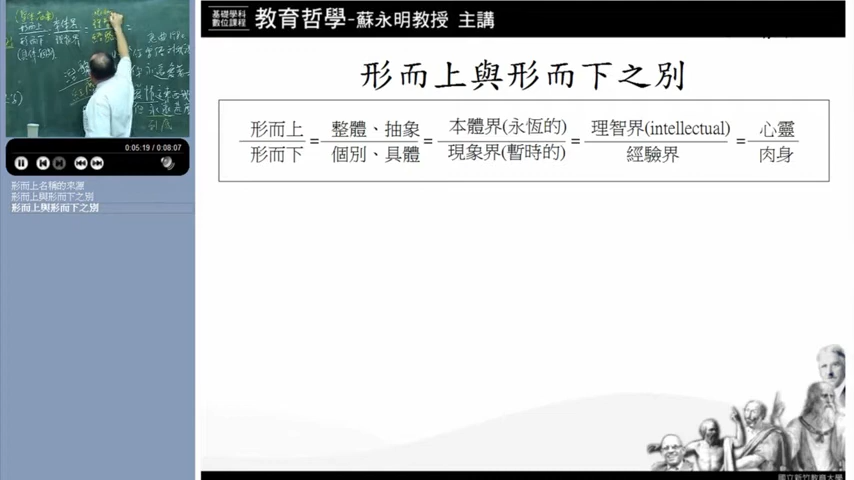 基礎學科
數位課程
教育哲學-蘇永明教授 主講
形而上與形而下之別
形而上 = 整體、抽象 = 本體界(永恆的) = 理智界(intellectual) = 心靈
形而下 個別、具體 現象界(暫時的) 經驗界 肉身
0:05:19 / 0:08:07
形而上名稱的來源
形而上與形而下之別
形而上與形而下之別
國立新竹教育大學